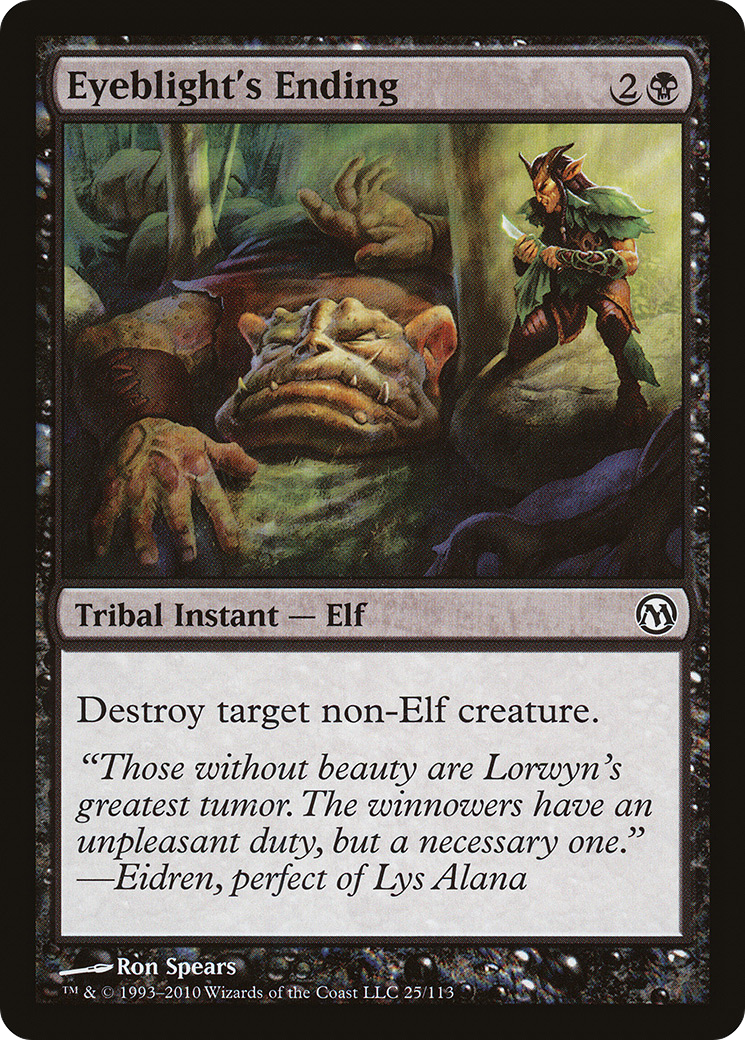 Eyeblight's Ending 2
Tribal Instant — Elf
Destroy target non-Elf creature.
“Those without beauty are Lorwyn’s
greatest tumor. The winnowers have an
unpleasant duty, but a necessary one.”
—Eidren, perfect of Lys Alana
Ron Spears
™ & © 1993–2010 Wizards of the Coast LLC 25/113